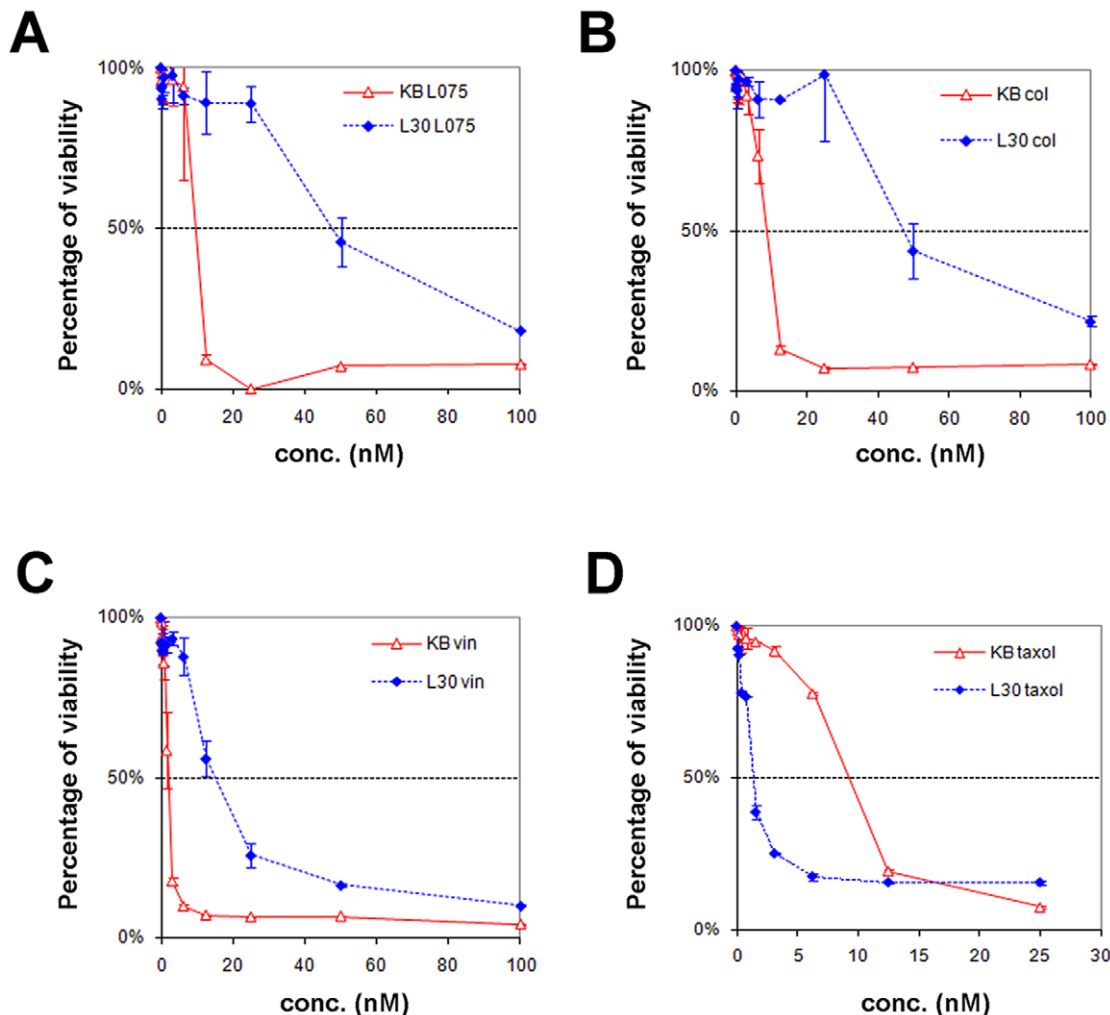 A
Percentage of viability
100%
50%
0%
KB L075
L30 L075
0 20 40 60 80 100
conc. (nM)
B
Percentage of viability
100%
50%
0%
KB col
L30 col
0 20 40 60 80 100
conc. (nM)
C
Percentage of viability
100%
50%
0%
KB vin
L30 vin
0 20 40 60 80 100
conc. (nM)
D
Percentage of viability
100%
50%
0%
KB taxol
L30 taxol
0 5 10 15 20 25 30
conc. (nM)